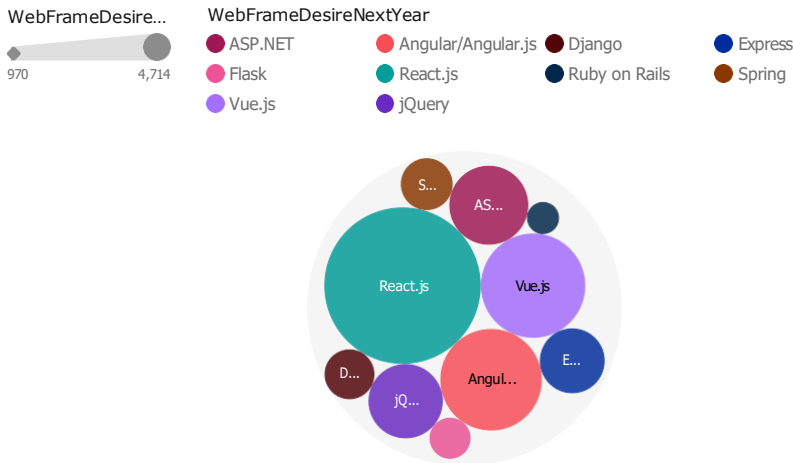 WebFrameDesire...
970 4,714
WebFrameDesireNextYear
ASP.NET Angular/Angular.js Django Express
Flask React.js Ruby on Rails Spring
Vue.js jQuery
S...
AS...
React.js
Vue.js
E...
D...
Angul...
jQ...